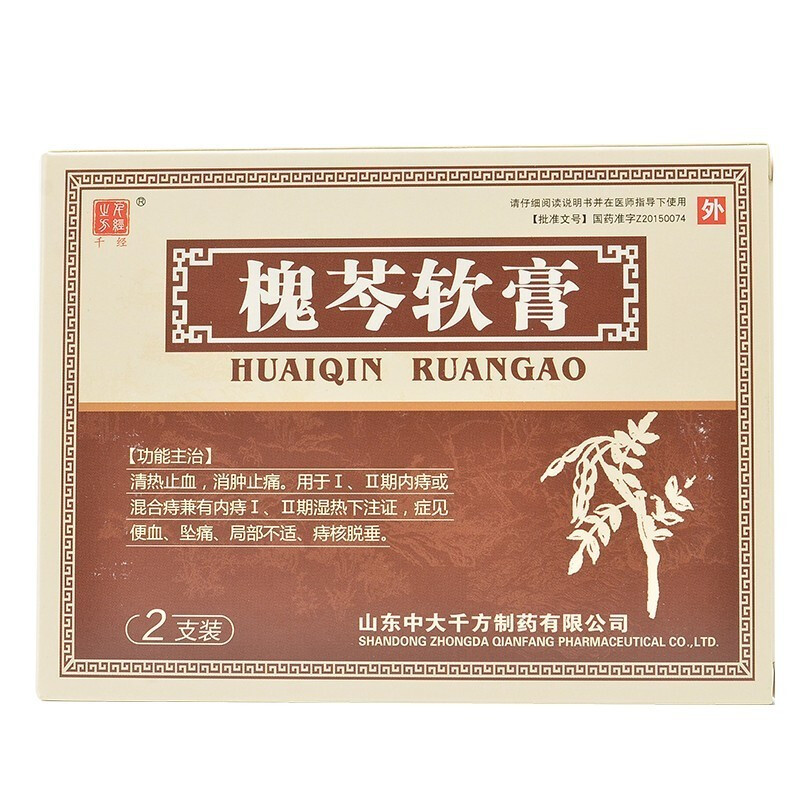 千经
®
请仔细阅读说明书并在医师指导下使用
【批准文号】国药准字Z20150074
外
槐芩软膏
HUAIQIN RUANGAO
【功能主治】
清热止血，消肿止痛。用于Ⅰ、Ⅱ期内痔或
混合痔兼有内痔Ⅰ、Ⅱ期湿热下注证，症见
便血、坠痛、局部不适、痔核脱垂。
2支装
山东中大千方制药有限公司
SHANDONG ZHONGDA QIANFANG PHARMACEUTICAL CO.,LTD.